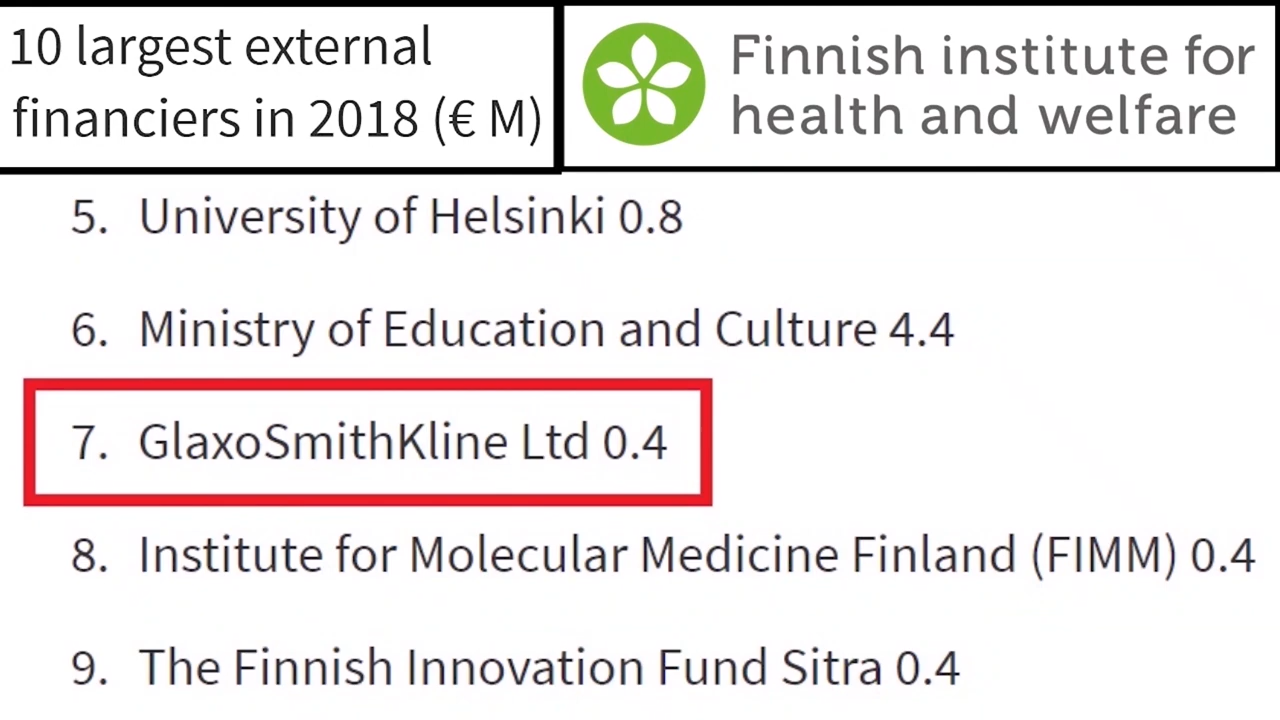 10 largest external
financiers in 2018 (€ M)
Finnish institute for
health and welfare
5. University of Helsinki 0.8
6. Ministry of Education and Culture 4.4
7. GlaxoSmithKline Ltd 0.4
8. Institute for Molecular Medicine Finland (FIMM) 0.4
9. The Finnish Innovation Fund Sitra 0.4